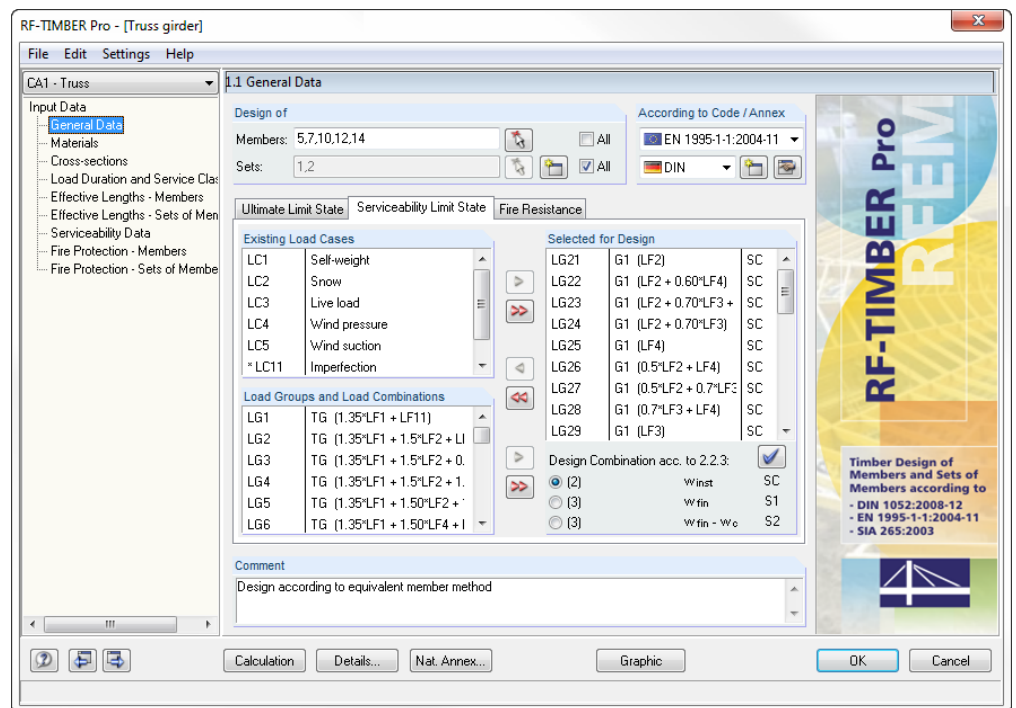 RF-TIMBER Pro - [Truss girder]
File Edit Settings Help
CA1 - Truss
1.1 General Data
Input Data
General Data
Materials
Cross-sections
Load Duration and Service Clas
Effective Lengths - Members
Effective Lengths - Sets of Men
Serviceability Data
Fire Protection - Members
Fire Protection - Sets of Membe
Design of
Members: 5,7,10,12,14 All
Sets: 1,2 All
According to Code / Annex
EN 1995-1-1:2004-11
DIN
Ultimate Limit State Serviceability Limit State Fire Resistance
Existing Load Cases
LC1 Self-weight
LC2 Snow
LC3 Live load
LC4 Wind pressure
LC5 Wind suction
* LC11 Imperfection
Load Groups and Load Combinations
LG1 TG (1.35*LF1 + LF11)
LG2 TG (1.35*LF1 + 1.5*LF2 + LI
LG3 TG (1.35*LF1 + 1.5*LF2 + 0.
LG4 TG (1.35*LF1 + 1.5*LF2 + 1.
LG5 TG (1.35*LF1 + 1.50*LF2 +
LG6 TG (1.35*LF1 + 1.50*LF4 + I
Selected for Design
LG21 G1 (LF2) SC
LG22 G1 (LF2 + 0.60*LF4) SC
LG23 G1 (LF2 + 0.70*LF3 + SC
LG24 G1 (LF2 + 0.70*LF3) SC
LG25 G1 (LF4) SC
LG26 G1 (0.5*LF2 + LF4) SC
LG27 G1 (0.5*LF2 + 0.7*LF3 SC
LG28 G1 (0.7*LF3 + LF4) SC
LG29 G1 (LF3) SC
Design Combination acc. to 2.2.3:
(2) w inst SC
(3) w fin S1
(3) w fin - w c S2
Comment
Design according to equivalent member method
RF-TIMBER Pro
RFEM
Timber Design of
Members and Sets of
Members according to
- DIN 1052:2008-12
- EN 1995-1-1:2004-11
- SIA 265:2003
Calculation Details... Nat. Annex... Graphic OK Cancel